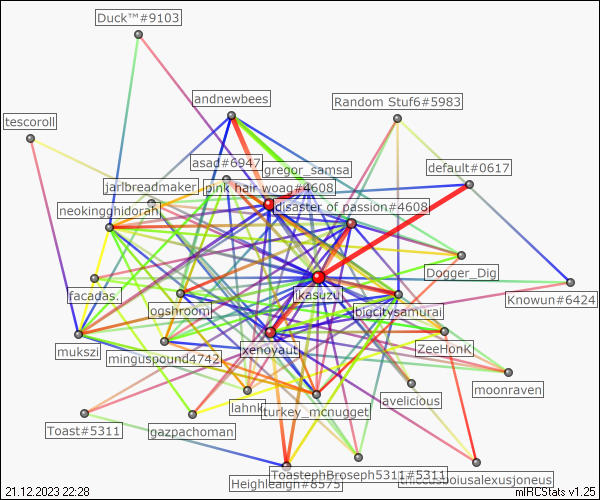 Duck™#9103
andnewbees
Random Stuf6#5983
tescoroll
asad#6947
gregor_samsa
default#0617
jarlbreadmaker
pink hair woag#4608
neokingghidorah
disaster of passion#4608
Dogger_Dig
facadas.
ikasuzu
Knowun#6424
ogshroom
bigcitysamurai
mukszi
minguspound4742
xenoyaut
ZeeHonK
moonraven
lahnk
turkey_mcnugget
avelicious
Toast#5311
gazpachoman
ToastephBroseph5311#5311
Heighleaigh#8575
21.12.2023 22:28
mIRCStats v1.25